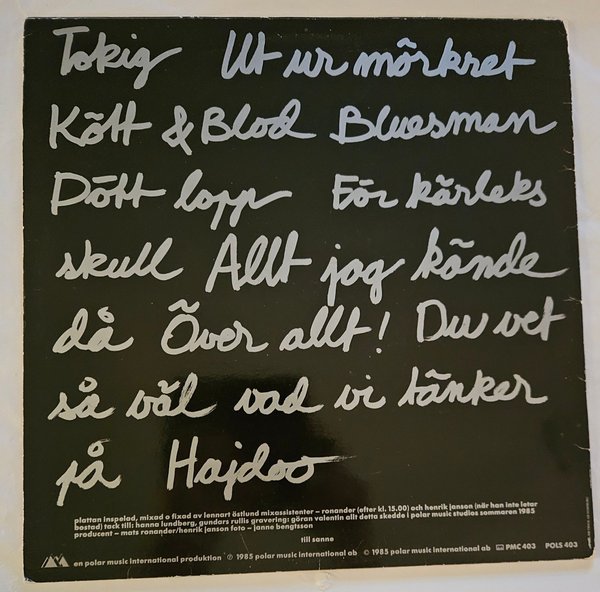 Tokig Ut ur mörkret
Kött & Blod Bluesman
Dött lopp För kärleks
skull Allt jag kände
då Över allt! Du vet
så väl vad vi tänker
på Hajdoo
plattan inspelad, mixad o fixad av lennart östlund mixassistenter – ronander (efter kl. 15.00) och henrik janson (när han inte letar
bostad) tack till: hanna lundberg, gundars rullis gravering: göran valentin allt detta skedde i polar music studios sommaren 1985
producent – mats ronander/henrik janson foto – janne bengtsson
till sanne
en polar music international produktion ℗ 1985 polar music international ab © 1985 polar music international ab PMC 403 POLS 403